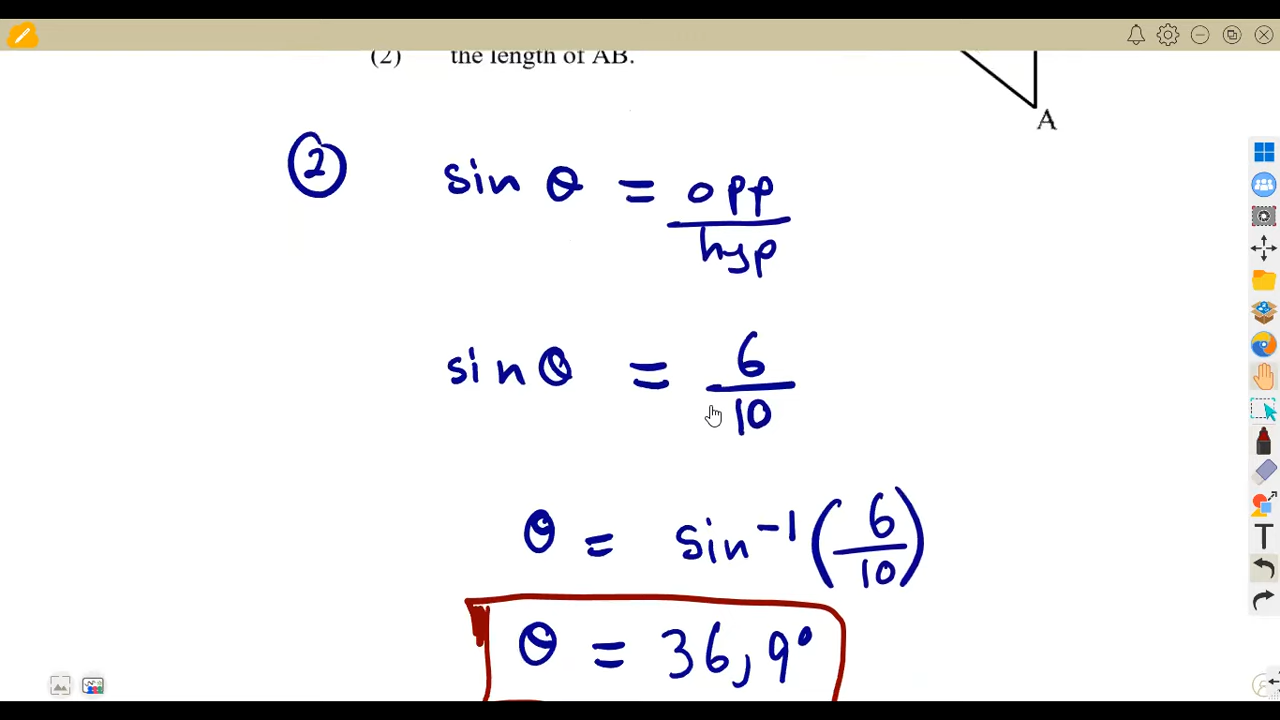 (2) the length of AB.
A
2 sin θ = opp/hyp
sin θ = 6/10
θ = sin⁻¹(6/10)
θ = 36,9°